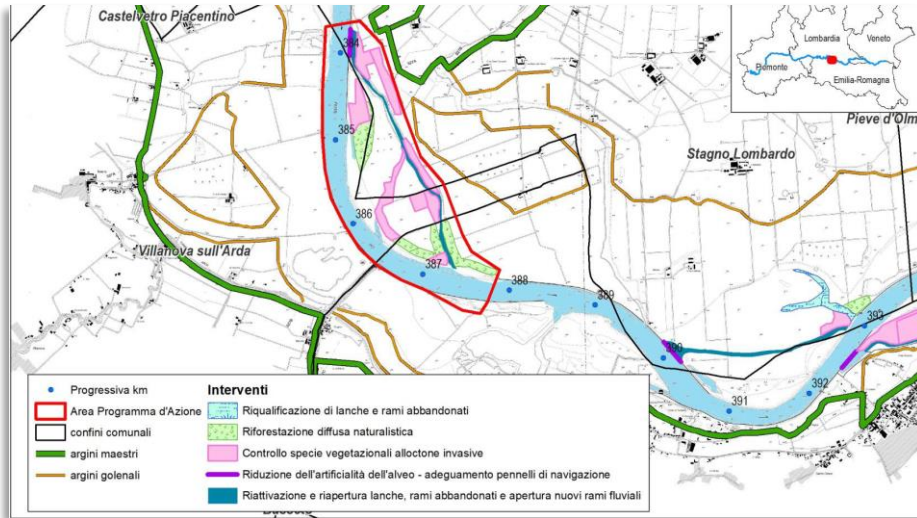 Castelvetro Piacentino
Lombardia
Veneto
Piemonte
Emilia-Romagna
384
Pieve d'Olm
385
Stagno Lombardo
386
Villanova sull'Arda
387
388
389
393
390
392
391
Progressiva km
Area Programma d'Azione
confini comunali
argini maestri
argini golenali
Interventi
Riqualificazione di lanche e rami abbandonati
Riforestazione diffusa naturalistica
Controllo specie vegetazionali alloctone invasive
Riduzione dell'artificialità dell'alveo - adeguamento pennelli di navigazione
Riattivazione e riapertura lanche, rami abbandonati e apertura nuovi rami fluviali